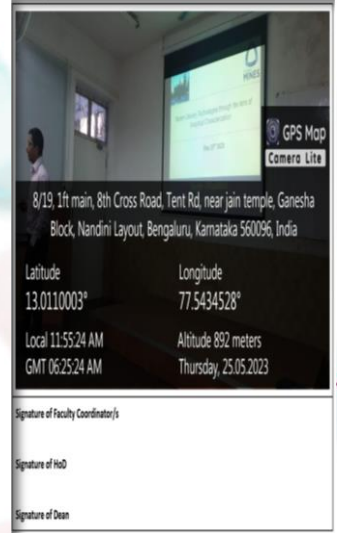 MINES
GPS Map
Camera Lite
8/19, 1ft main, 8th Cross Road, Tent Rd, near jain temple, Ganesha
Block, Nandini Layout, Bengaluru, Karnataka 560096, India
Latitude
Longitude
13.0110003°
77.5434528°
Local 11:55:24 AM
Altitude 892 meters
GMT 06:25:24 AM
Thursday, 25.05.2023
Signature of Faculty Coordinator/s
Signature of HoD
Signature of Dean